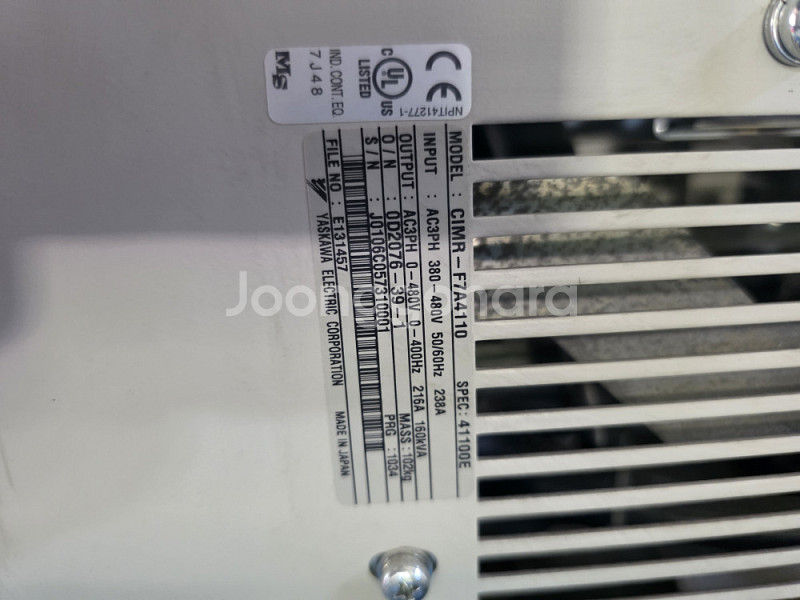 CE
NPIT41277-1
C UL US
LISTED
IND. CONT. EQ.
7J48
MS
MODEL : CIMR-F7A4110 SPEC: 41100E
INPUT : AC3PH 380-480V 50/60Hz 238A
OUTPUT : AC3PH 0-480V 0-400Hz 216A 160kVA
O/N : 0D2076-39-1 MASS : 102kg
S/N : J0106C057310001 PRG : 1034
FILE NO : E131457
YASKAWA ELECTRIC CORPORATION MADE IN JAPAN